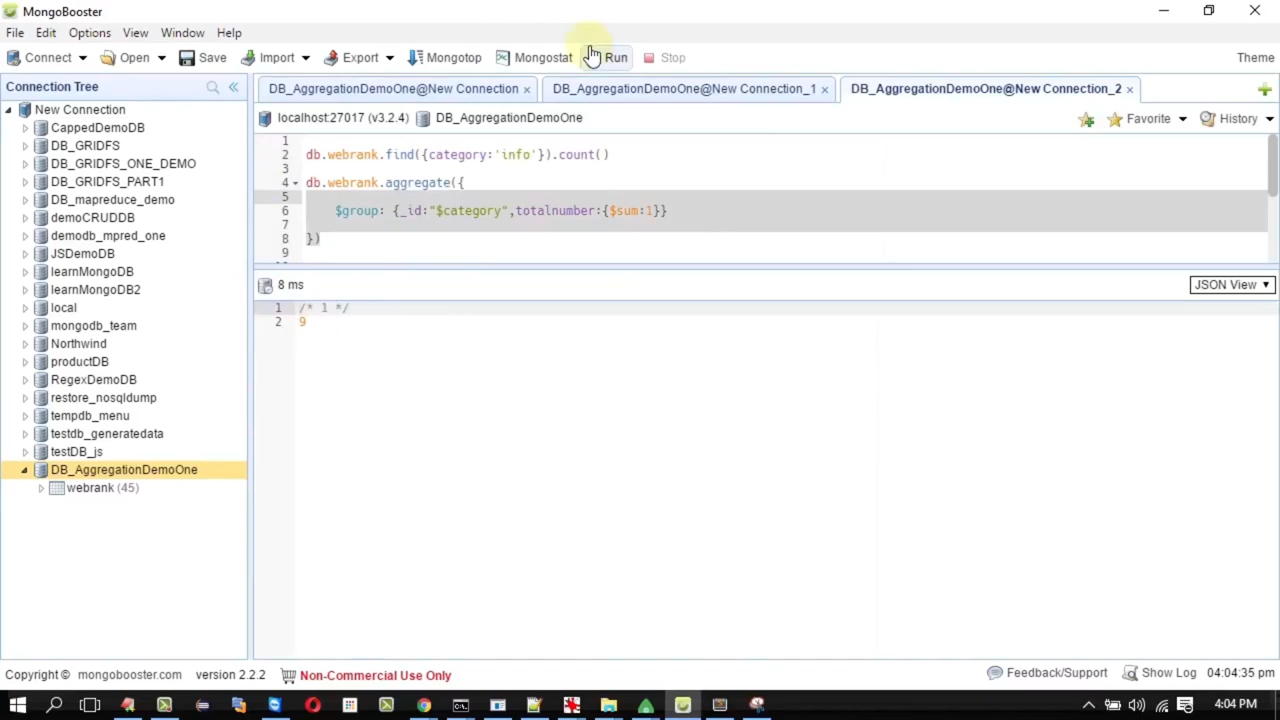 MongoBooster
File Edit Options View Window Help
Connect Open Save Import Export Mongotop Mongostat Run Stop Theme
Connection Tree
New Connection
CappedDemoDB
DB_GRIDFS
DB_GRIDFS_ONE_DEMO
DB_GRIDFS_PART1
DB_mapreduce_demo
demoCRUDDB
demodb_mpred_one
JSDemoDB
learnMongoDB
learnMongoDB2
local
mongodb_team
Northwind
productDB
RegexDemoDB
restore_nosqldump
tempdb_menu
testdb_generatedata
testDB_js
DB_AggregationDemoOne
webrank (45)
DB_AggregationDemoOne@New Connection × DB_AggregationDemoOne@New Connection_1 × DB_AggregationDemoOne@New Connection_2 ×
localhost:27017 (v3.2.4) DB_AggregationDemoOne Favorite History
1
2 db.webrank.find({category:'info'}).count()
3
4 db.webrank.aggregate({
5
6 $group: {_id:"$category",totalnumber:{$sum:1}}
7
8 })
9
8 ms JSON View
1 /* 1 */
2 9
Copyright © mongobooster.com version 2.2.2 Non-Commercial Use Only Feedback/Support Show Log 04:04:35 pm
4:04 PM